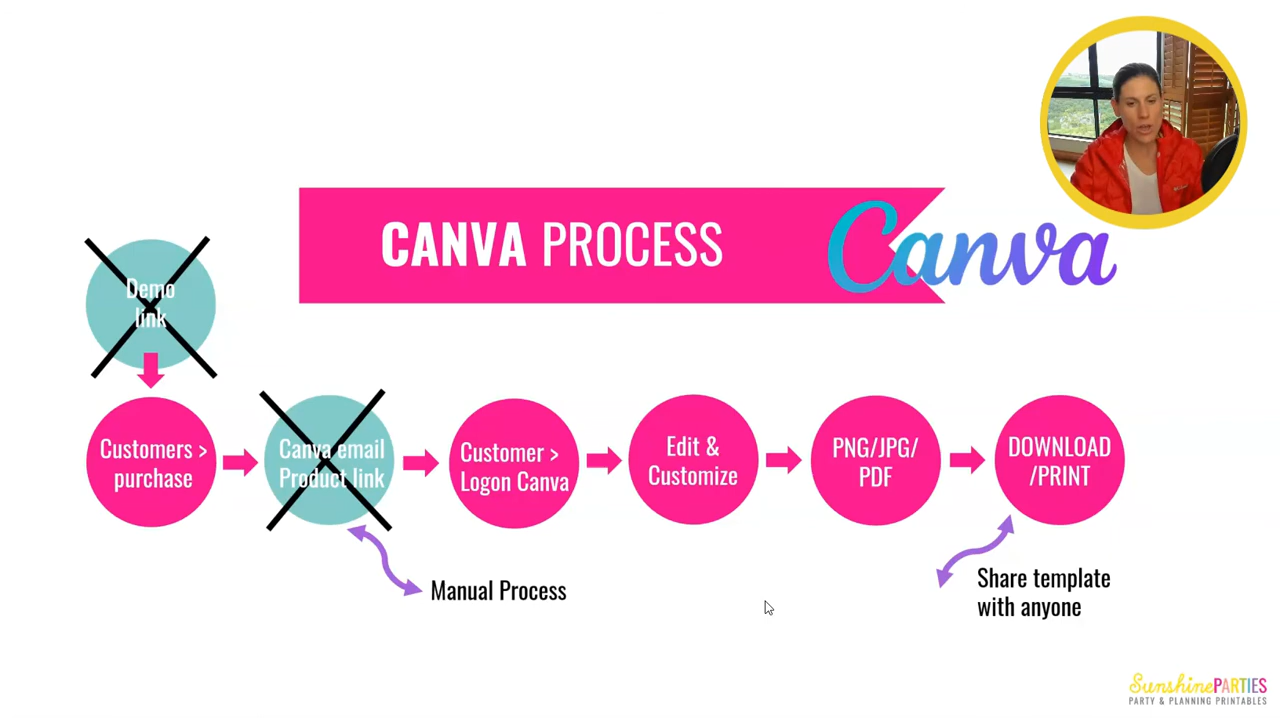 CANVA PROCESS
Canva
Demo
link
Customers >
purchase
Canva email
Product link
Customer >
Logon Canva
Edit &
Customize
PNG/JPG/
PDF
DOWNLOAD
/PRINT
Manual Process
Share template
with anyone
SunshinePARTIES
PARTY & PLANNING PRINTABLES